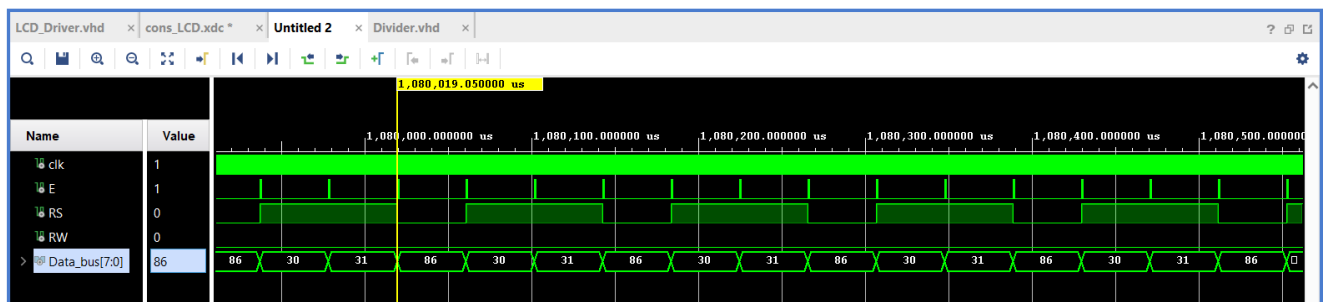 LCD_Driver.vhd × cons_LCD.xdc * × Untitled 2 × Divider.vhd ×
?
1,080,019.050000 us
Name Value
1,080,000.000000 us 1,080,100.000000 us 1,080,200.000000 us 1,080,300.000000 us 1,080,400.000000 us 1,080,500.00000
clk 1
E 1
RS 0
RW 0
Data_bus[7:0] 86 86 30 31 86 30 31 86 30 31 86 30 31 86 30 31 86